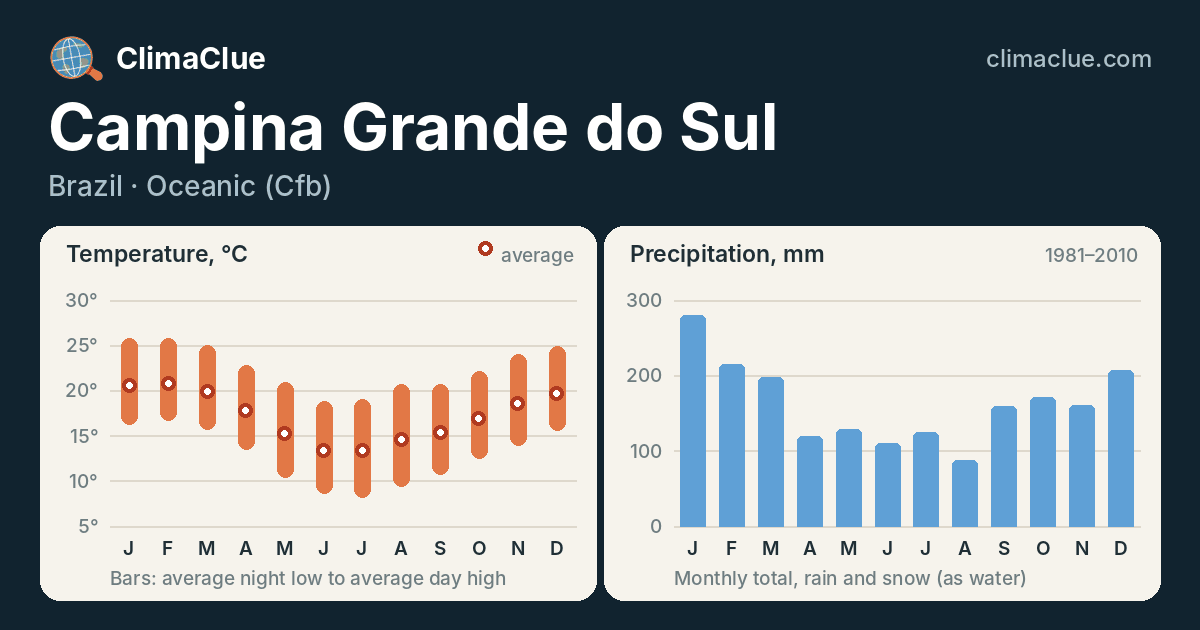 ClimaClue
climaclue.com
Campina Grande do Sul
Brazil · Oceanic (Cfb)
Temperature, °C
average
30°
25°
20°
15°
10°
5°
J F M A M J J A S O N D
Bars: average night low to average day high
Precipitation, mm
1981–2010
300
200
100
0
J F M A M J J A S O N D
Monthly total, rain and snow (as water)